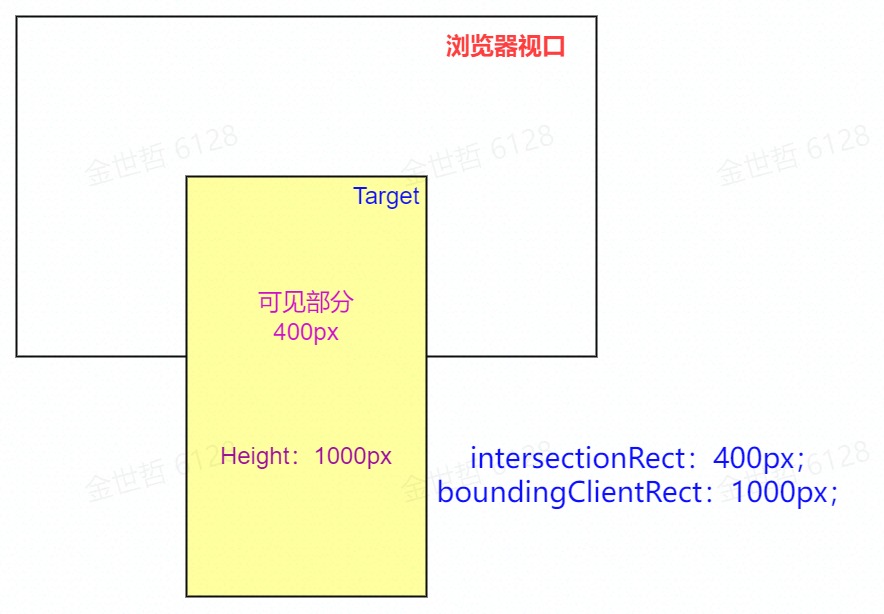 浏览器视口
金世哲 6128
金世哲 6128
金世哲 6128
Target
可见部分
400px
Height：1000px
intersectionRect：400px；
boundingClientRect：1000px；
金世哲 6128
金世哲 6128
金世哲 6128